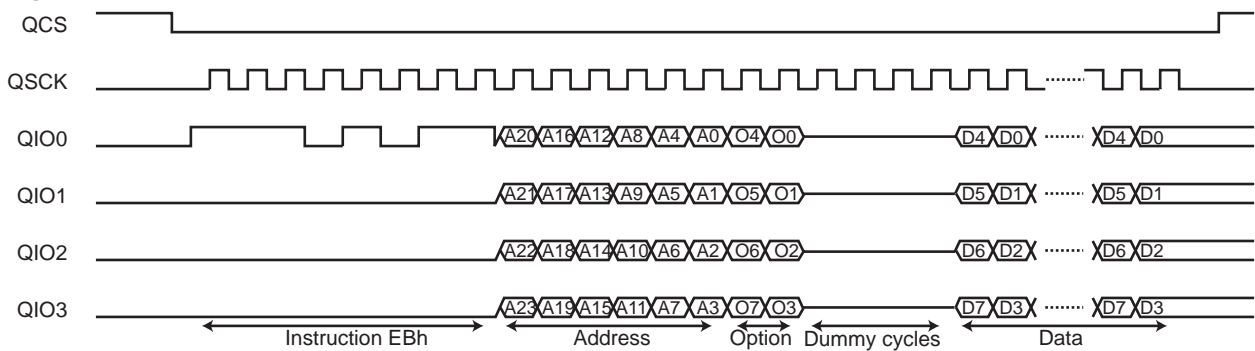 QCS
QSCK
QIO0 A20 A16 A12 A8 A4 A0 O4 O0 D4 D0 D4 D0
QIO1 A21 A17 A13 A9 A5 A1 O5 O1 D5 D1 D5 D1
QIO2 A22 A18 A14 A10 A6 A2 O6 O2 D6 D2 D6 D2
QIO3 A23 A19 A15 A11 A7 A3 O7 O3 D7 D3 D7 D3
Instruction EBh Address Option Dummy cycles Data